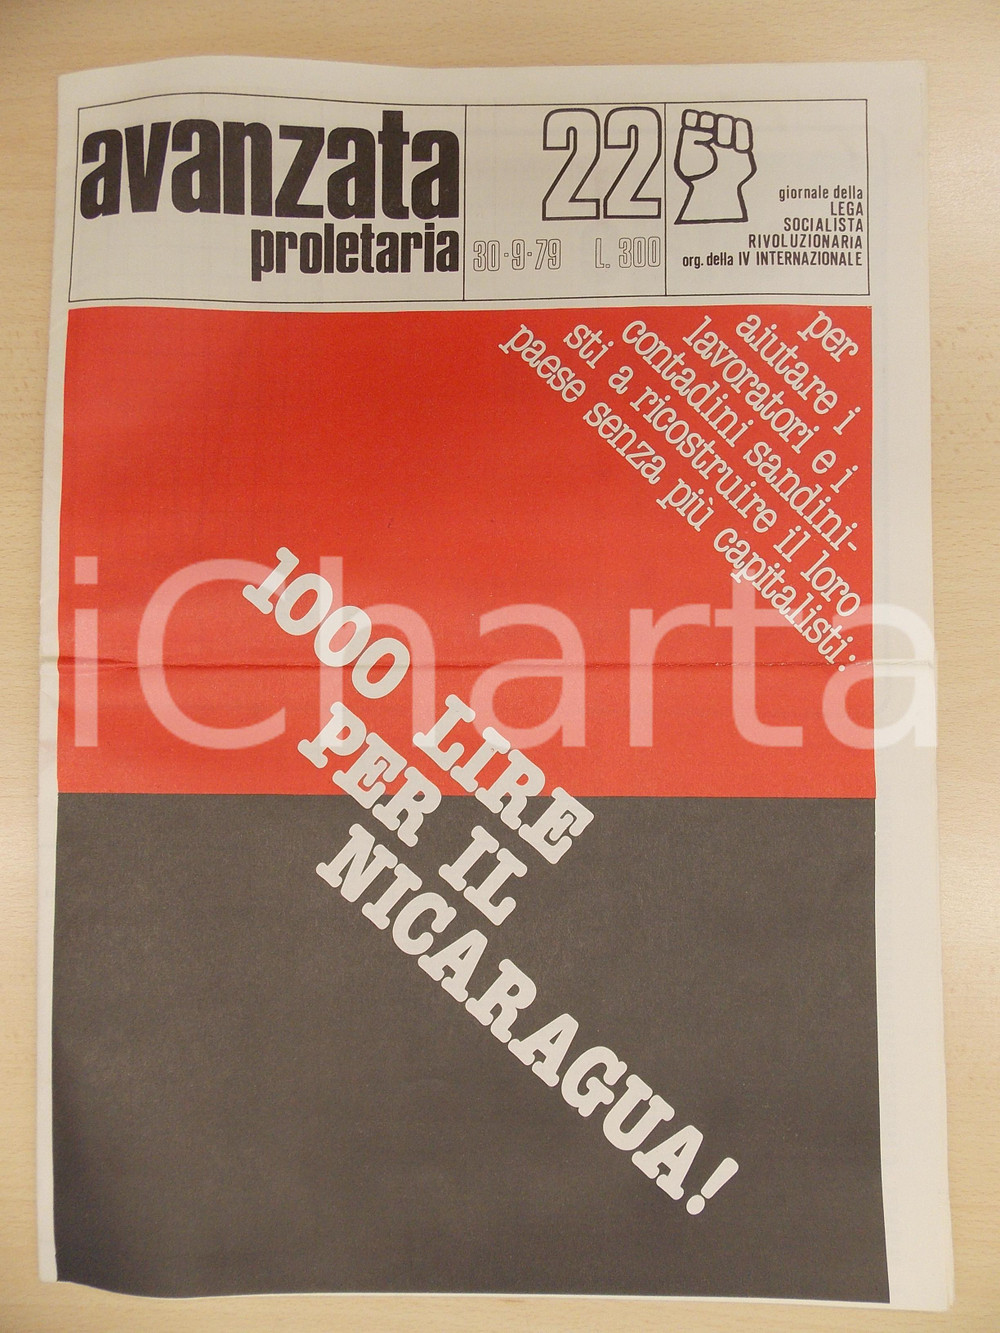 avanzata
proletaria
22
30-9-79 L. 300
giornale della
LEGA
SOCIALISTA
RIVOLUZIONARIA
org. della IV INTERNAZIONALE
per
aiutare i
lavoratori e i
contadini sandini-
sti a ricostruire il loro
paese senza più capitalisti:
1000 LIRE
PER IL
NICARAGUA!
iCharta